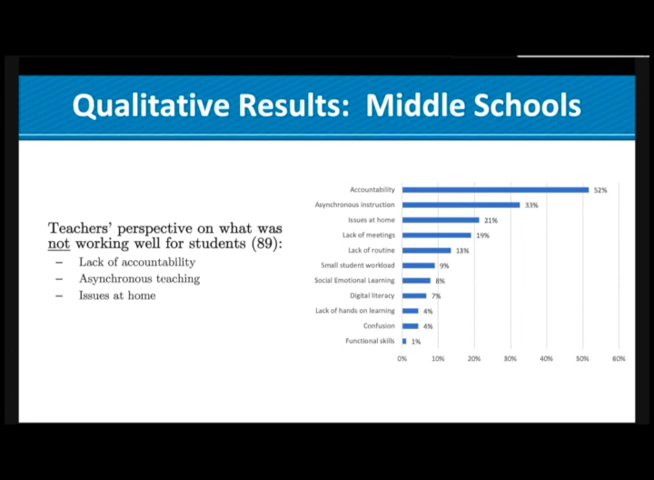 Qualitative Results: Middle Schools
Teachers' perspective on what was
not working well for students (89):
– Lack of accountability
– Asynchronous teaching
– Issues at home
Accountability 52%
Asynchronous instruction 33%
Issues at home 21%
Lack of meetings 19%
Lack of routine 13%
Small student workload 9%
Social Emotional Learning 8%
Digital literacy 7%
Lack of hands on learning 4%
Confusion 4%
Functional skills 1%
0% 10% 20% 30% 40% 50% 60%